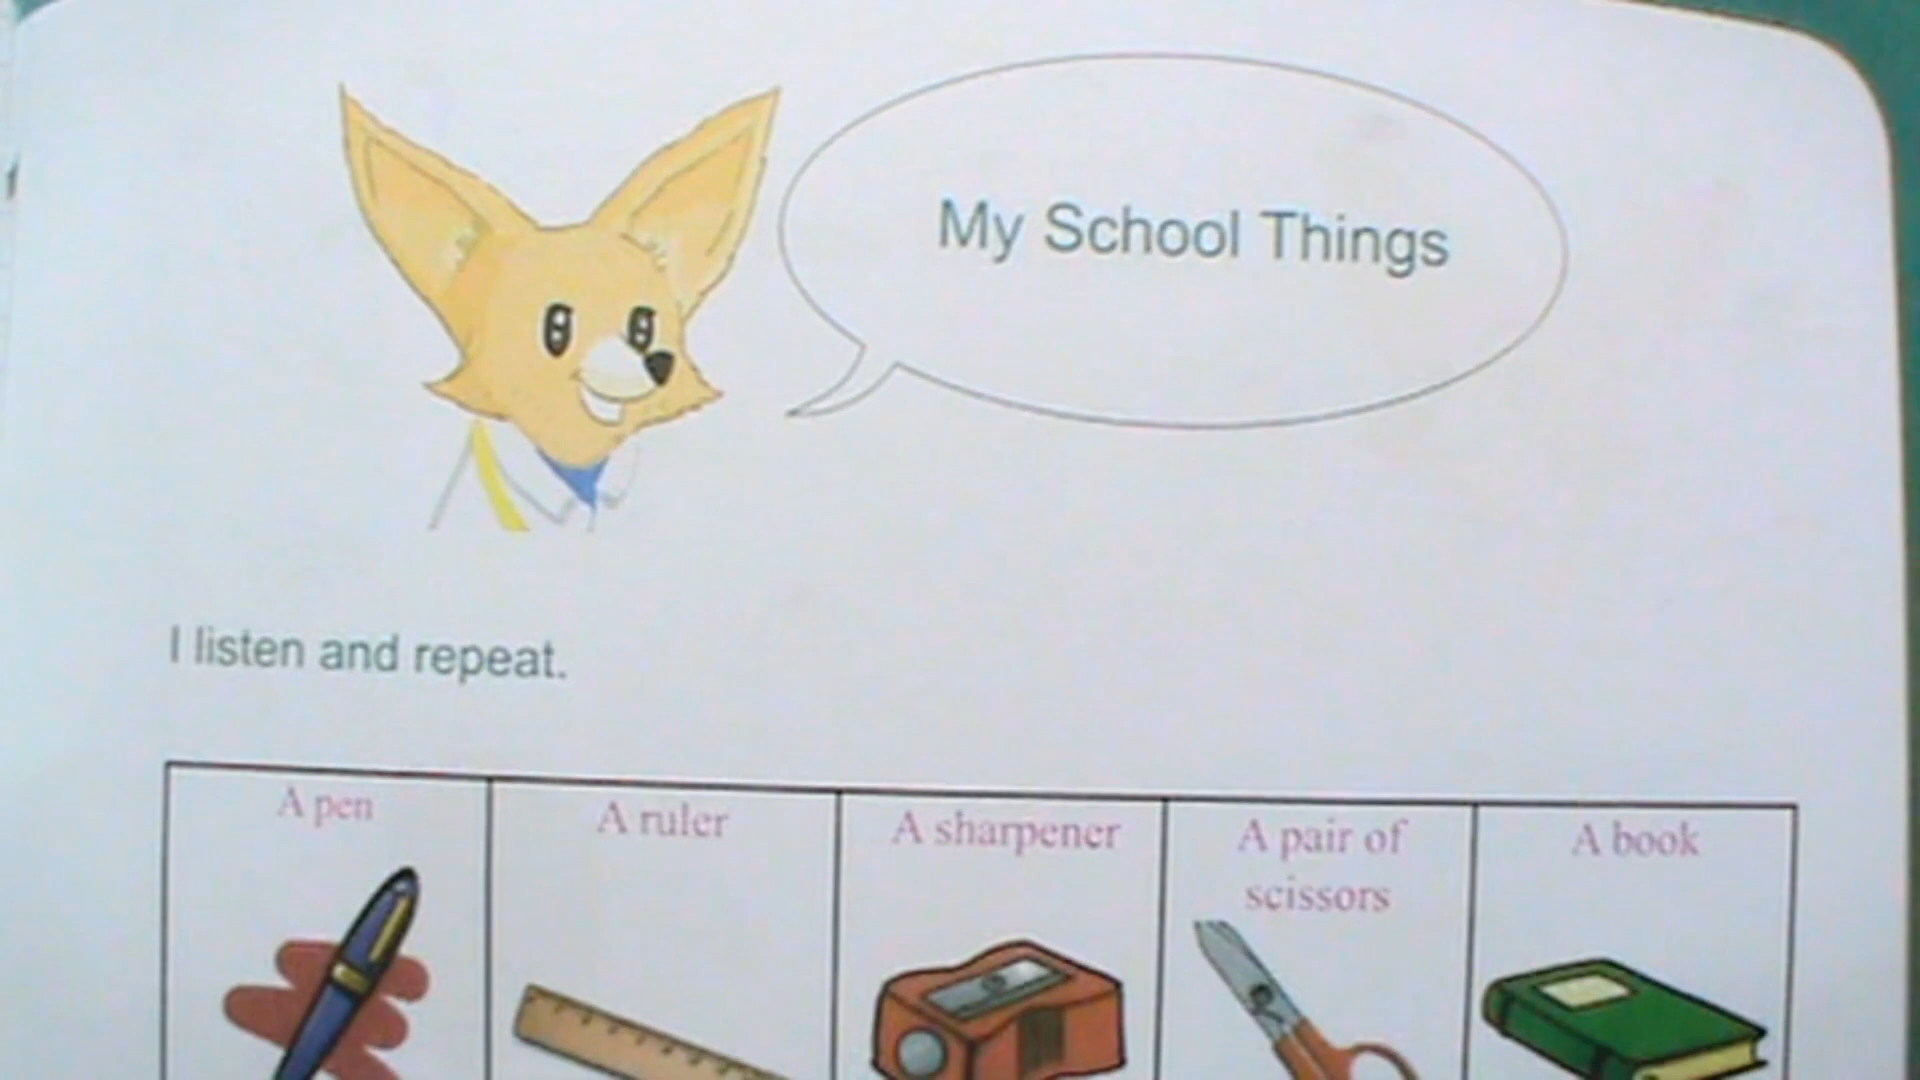 My School Things
I listen and repeat.
A pen
A ruler
A sharpener
A pair of
scissors
A book